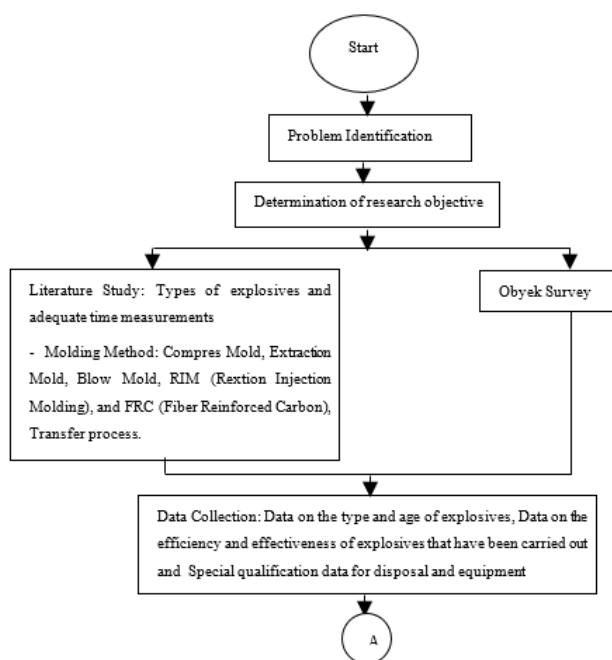 Start
Problem Identification
Determination of research objective
Literature Study: Types of explosives and
adequate time measurements
- Molding Method: Compres Mold, Extraction
Mold, Blow Mold, RIM (Rextion Injection
Molding), and FRC (Fiber Reinforced Carbon),
Transfer process.
Obyek Survey
Data Collection: Data on the type and age of explosives, Data on the
efficiency and effectiveness of explosives that have been carried out
and Special qualification data for disposal and equipment
A